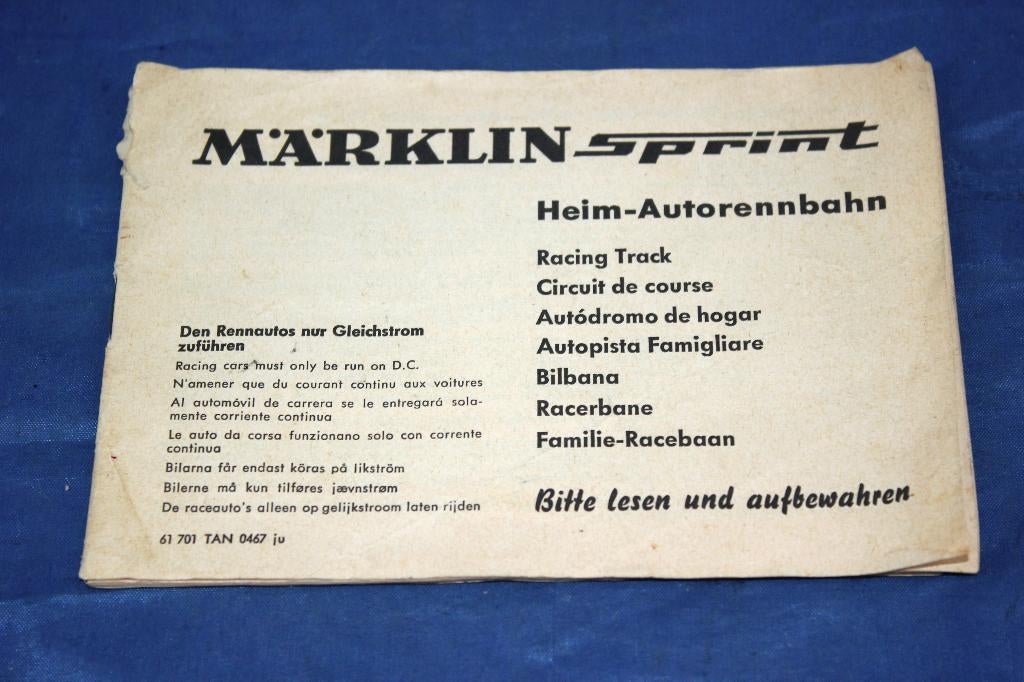 MÄRKLIN Sprint
Heim-Autorennbahn
Racing Track
Circuit de course
Autódromo de hogar
Autopista Famigliare
Bilbana
Racerbane
Familie-Racebaan
Bitte lesen und aufbewahren
Den Rennautos nur Gleichstrom
zuführen
Racing cars must only be run on D.C.
N'amener que du courant continu aux voitures
Al automóvil de carrera se le entregará sola-
mente corriente continua
Le auto da corsa funzionano solo con corrente
continua
Bilarna får endast köras på likström
Bilerne må kun tilføres jævnstrøm
De raceauto's alleen op gelijkstroom laten rijden
61 701 TAN 0467 ju